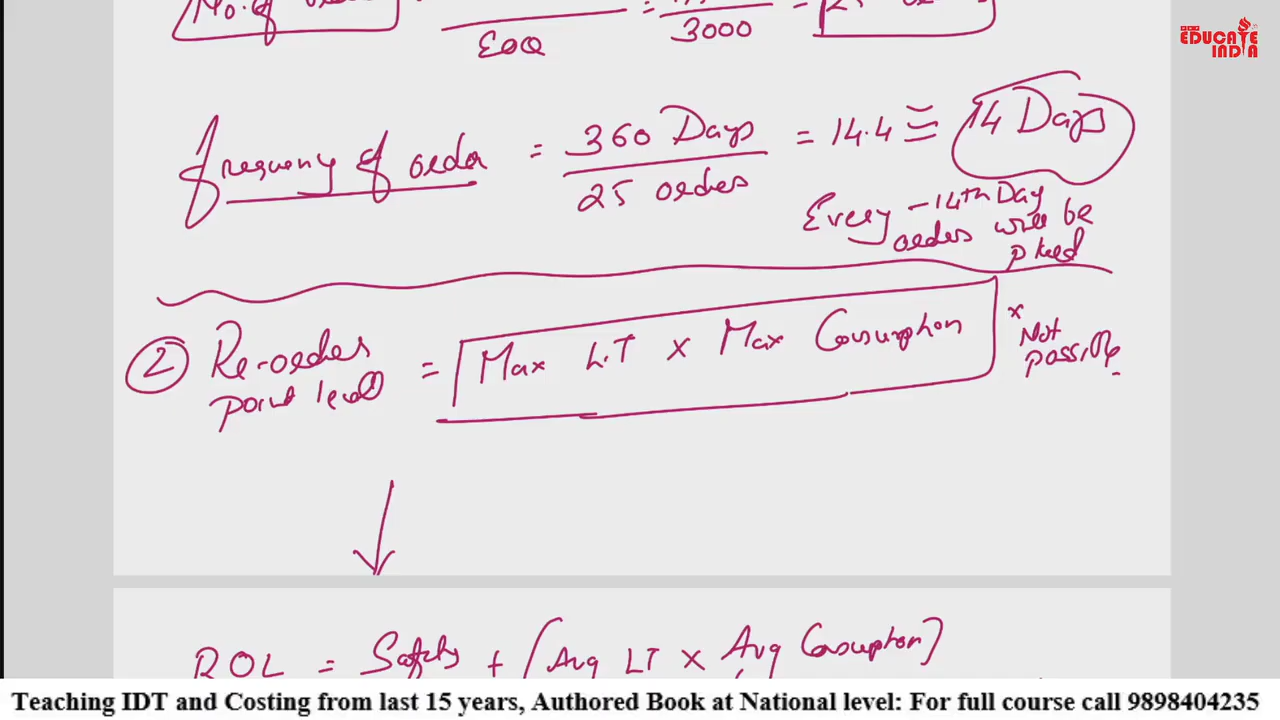 No. of
EOQ
=
3000
=
EDUCATE INDIA
Frequency of order = 360 Days / 25 orders = 14.4 ≅ 14 Days
Every 14th Day
orders will be
placed
② Re-order point level = Max L.T x Max Consumption
* Not possible
ROL = Safety + [Avg LT x Avg Consumption]
Teaching IDT and Costing from last 15 years, Authored Book at National level: For full course call 9898404235